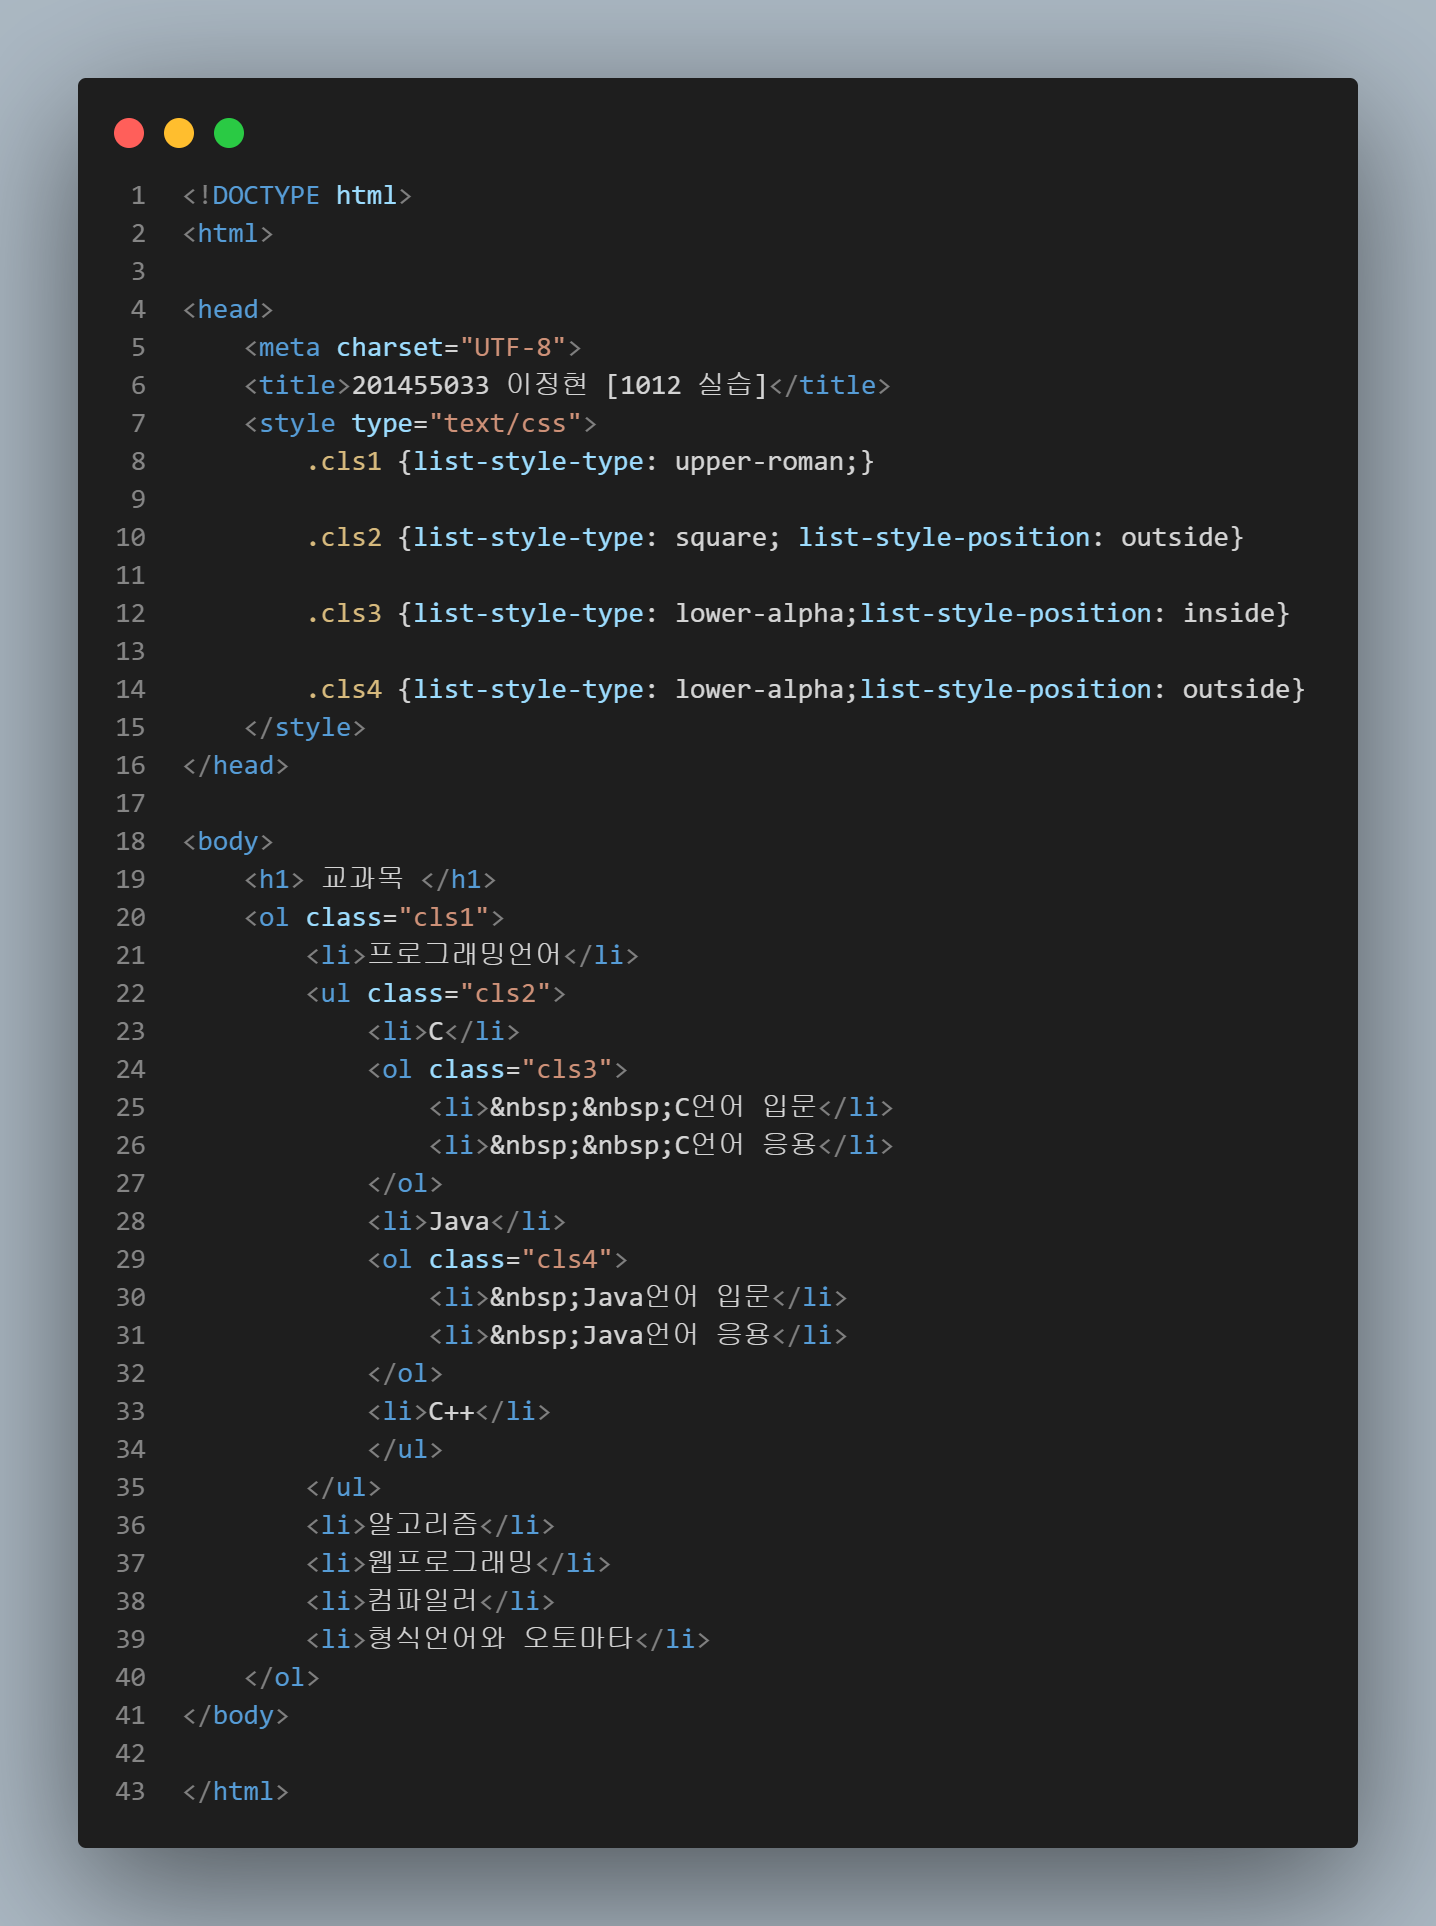 1 <!DOCTYPE html>
2 <html>
3
4 <head>
5     <meta charset="UTF-8">
6     <title>201455033 이정현 [1012 실습]</title>
7     <style type="text/css">
8         .cls1 {list-style-type: upper-roman;}
9
10         .cls2 {list-style-type: square; list-style-position: outside}
11
12         .cls3 {list-style-type: lower-alpha;list-style-position: inside}
13
14         .cls4 {list-style-type: lower-alpha;list-style-position: outside}
15     </style>
16 </head>
17
18 <body>
19     <h1> 교과목 </h1>
20     <ol class="cls1">
21         <li>프로그래밍언어</li>
22         <ul class="cls2">
23             <li>C</li>
24             <ol class="cls3">
25                 <li>&nbsp;&nbsp;C언어 입문</li>
26                 <li>&nbsp;&nbsp;C언어 응용</li>
27             </ol>
28             <li>Java</li>
29             <ol class="cls4">
30                 <li>&nbsp;Java언어 입문</li>
31                 <li>&nbsp;Java언어 응용</li>
32             </ol>
33             <li>C++</li>
34             </ul>
35         </ul>
36         <li>알고리즘</li>
37         <li>웹프로그래밍</li>
38         <li>컴파일러</li>
39         <li>형식언어와 오토마타</li>
40     </ol>
41 </body>
42
43 </html>